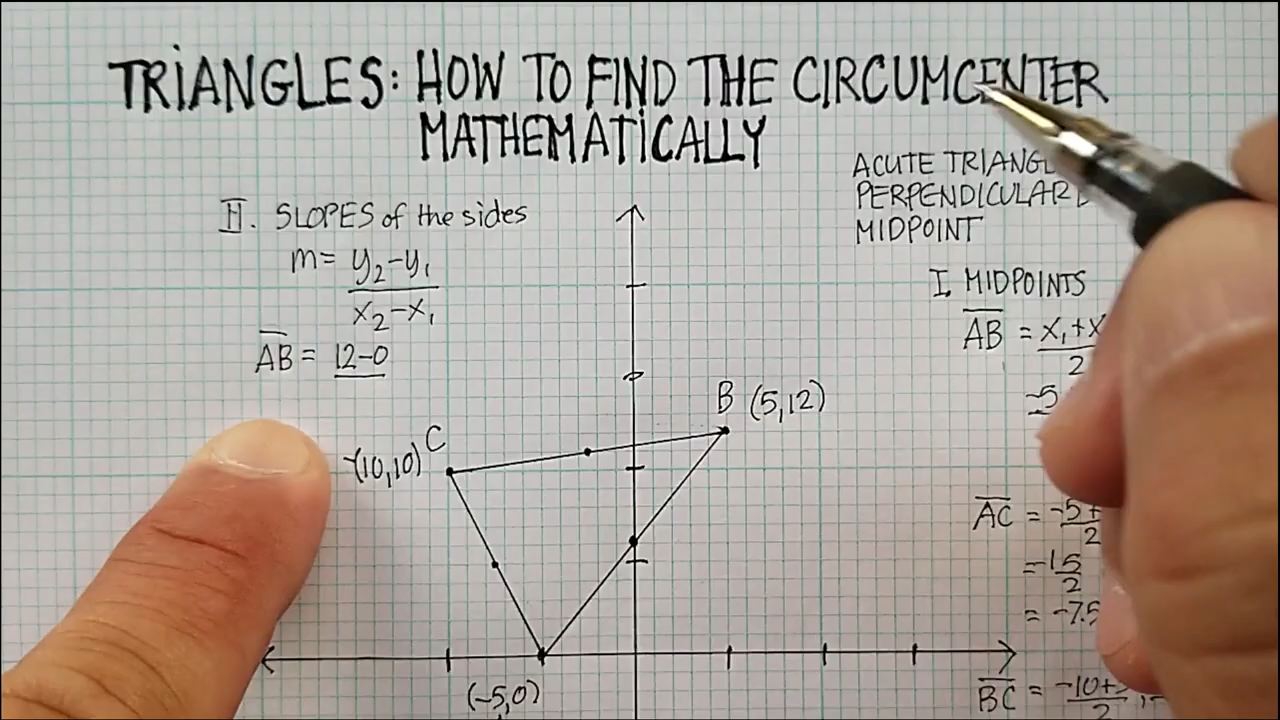 TRiANGLES: HOW TO FIND THE CIRCUMCENTER
MATHEMATiCALLY
ACUTE
PERPENDICULAR
MIDPOINT
II. SLOPES of the sides
m= y2-y1
x2-x1
AB = 12-0
I. MIDPOINTS
AB = x1+x
2
-5
B (5,12)
C
-(10,10)
AC = -5+
2
= -15
2
= -7.5
(-5,0)
BC = -10+
2